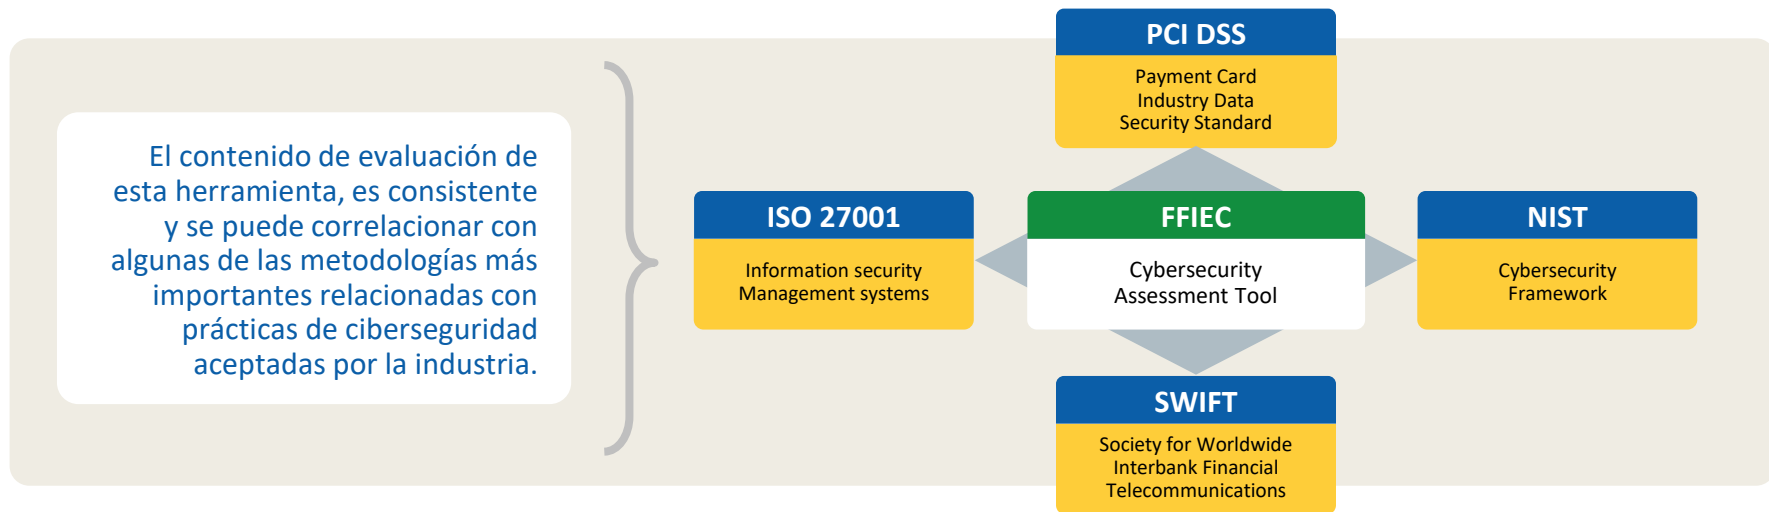 El contenido de evaluación de
esta herramienta, es consistente
y se puede correlacionar con
algunas de las metodologías más
importantes relacionadas con
prácticas de ciberseguridad
aceptadas por la industria.
PCI DSS
Payment Card
Industry Data
Security Standard
ISO 27001
Information security
Management systems
FFIEC
Cybersecurity
Assessment Tool
NIST
Cybersecurity
Framework
SWIFT
Society for Worldwide
Interbank Financial
Telecommunications